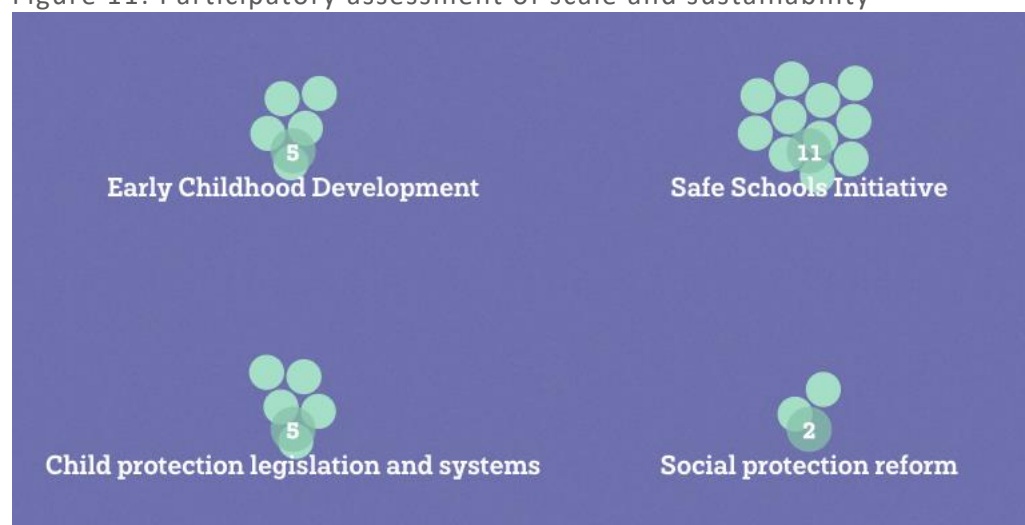 Figure 11: Participatory assessment of scale and sustainability
5
Early Childhood Development
11
Safe Schools Initiative
5
Child protection legislation and systems
2
Social protection reform